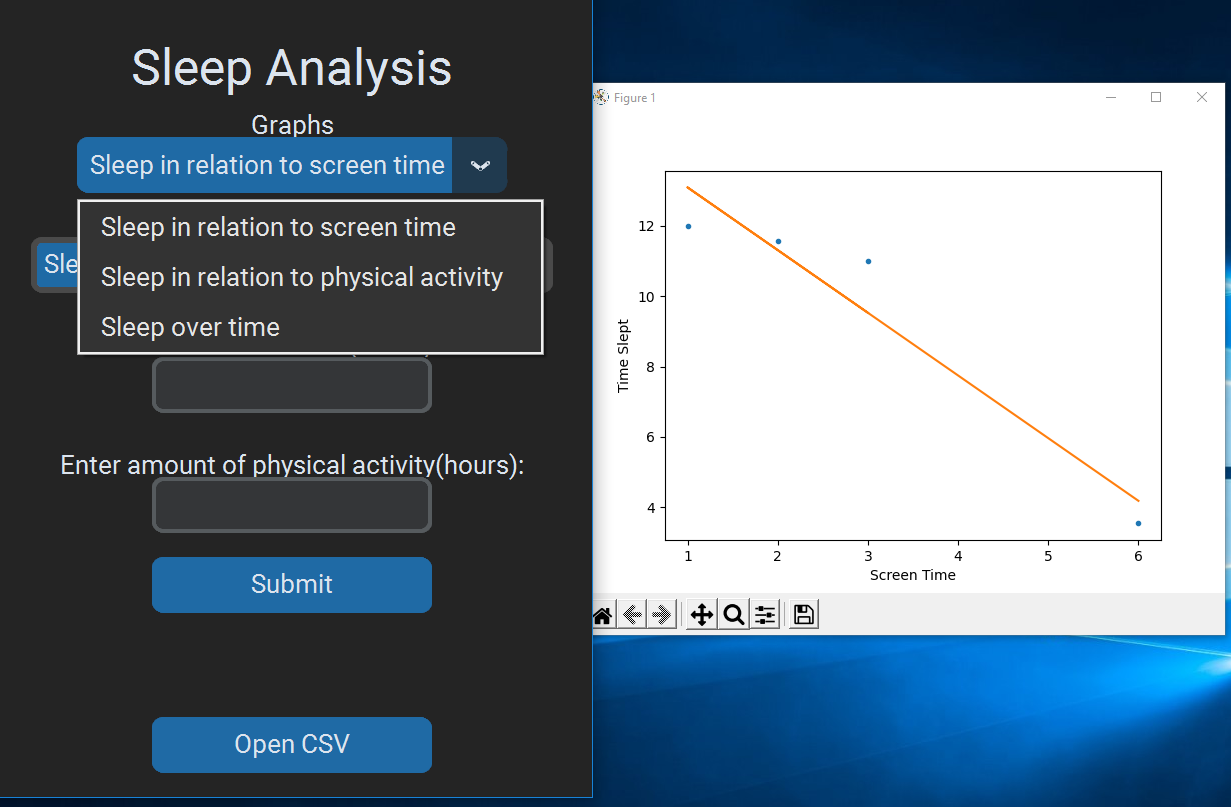 Sleep Analysis
Graphs
Sleep in relation to screen time
Sleep in relation to screen time
Sleep in relation to physical activity
Sleep over time
Sle
Enter amount of physical activity(hours):
Submit
Open CSV
Figure 1
12
10
8
6
4
Time Slept
1 2 3 4 5 6
Screen Time